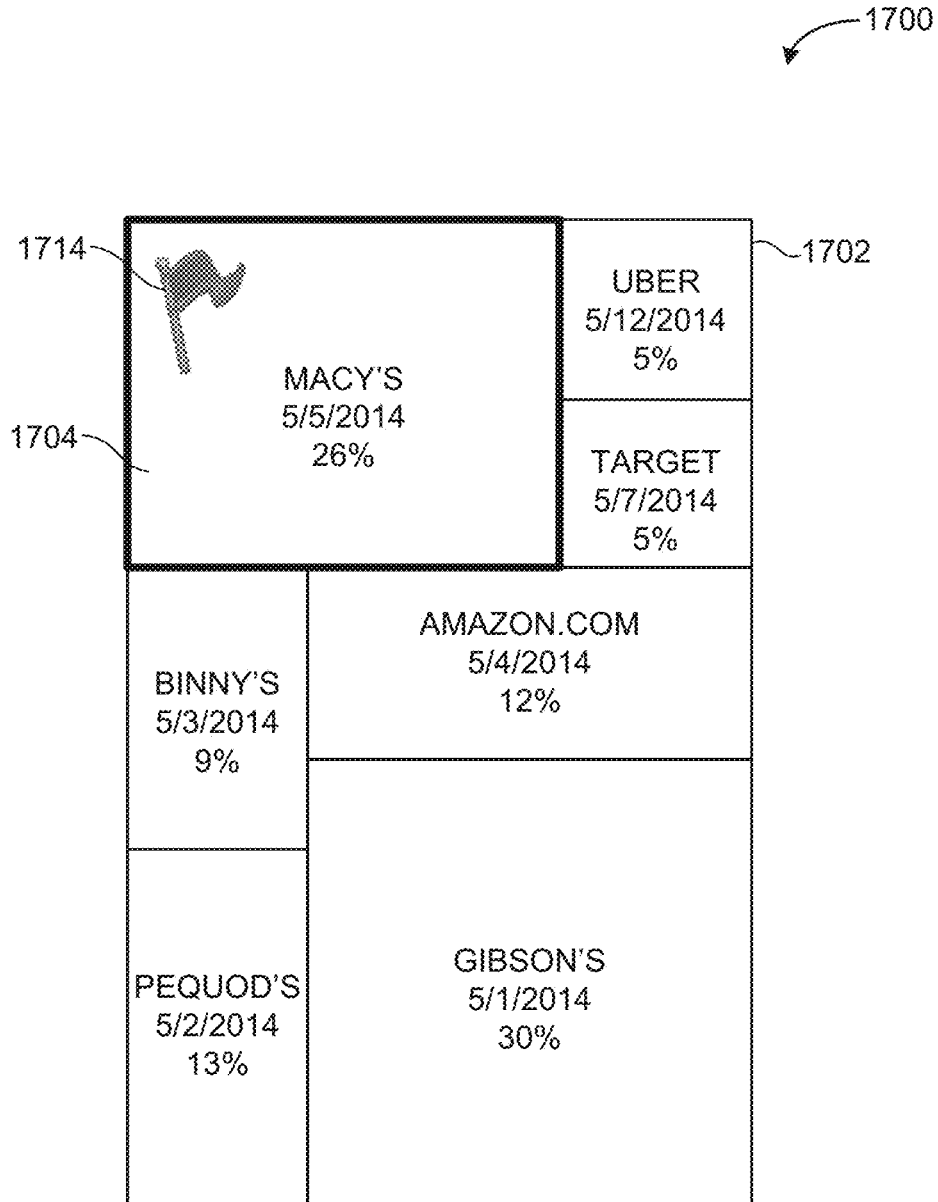 1700
1714
1702
UBER
5/12/2014
5%
MACY'S
5/5/2014
26%
1704
TARGET
5/7/2014
5%
AMAZON.COM
5/4/2014
12%
BINNY'S
5/3/2014
9%
GIBSON'S
5/1/2014
30%
PEQUOD'S
5/2/2014
13%